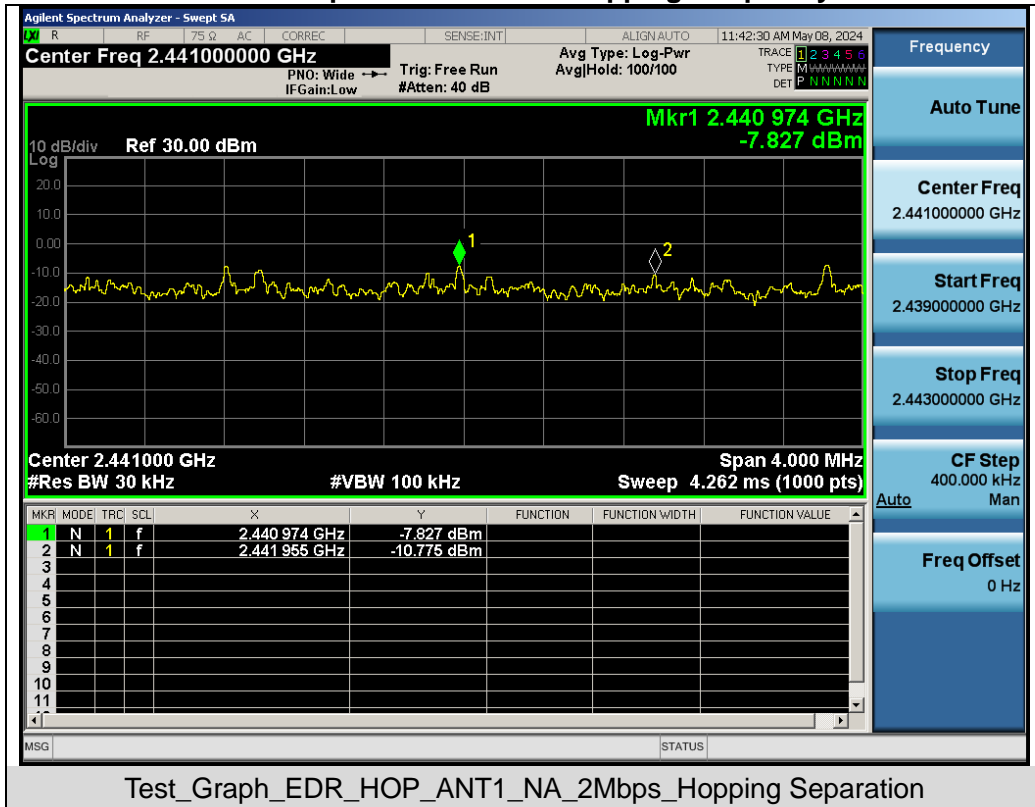 Agilent Spectrum Analyzer - Swept SA
LXI R RF 75 Ω AC CORREC SENSE:INT ALIGN AUTO 11:42:30 AM May 08, 2024
Center Freq 2.441000000 GHz
PNO: Wide
IFGain:Low
Trig: Free Run
#Atten: 40 dB
Avg Type: Log-Pwr
Avg|Hold: 100/100
TRACE 1 2 3 4 5 6
TYPE M
DET P N N N N N
Mkr1 2.440 974 GHz
-7.827 dBm
10 dB/div Ref 30.00 dBm
Log
20.0
10.0
0.00
-10.0
-20.0
-30.0
-40.0
-50.0
-60.0
1
2
Center 2.441000 GHz Span 4.000 MHz
#Res BW 30 kHz #VBW 100 kHz Sweep 4.262 ms (1000 pts)
MKR MODE TRC SCL X Y FUNCTION FUNCTION WIDTH FUNCTION VALUE
1 N 1 f 2.440 974 GHz -7.827 dBm
2 N 1 f 2.441 955 GHz -10.775 dBm
3
4
5
6
7
8
9
10
11
MSG STATUS
Frequency
Auto Tune
Center Freq
2.441000000 GHz
Start Freq
2.439000000 GHz
Stop Freq
2.443000000 GHz
CF Step
400.000 kHz
Auto Man
Freq Offset
0 Hz
Test_Graph_EDR_HOP_ANT1_NA_2Mbps_Hopping Separation